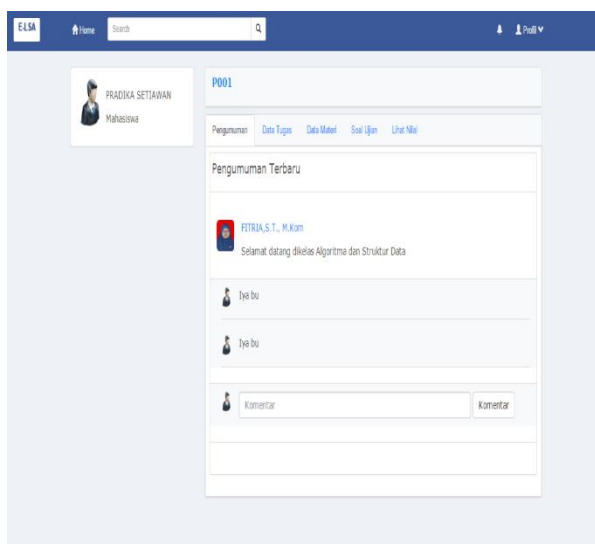 E-LSA
Home
Search
Profil
PRADIKA SETIAWAN
Mahasiswa
P001
Pengumuman
Data Tugas
Data Materi
Soal Ujian
Lihat Nilai
Pengumuman Terbaru
FITRIA,S.T., M.Kom
Selamat datang dikelas Algoritma dan Struktur Data
Iya bu
Iya bu
Komentar
Komentar